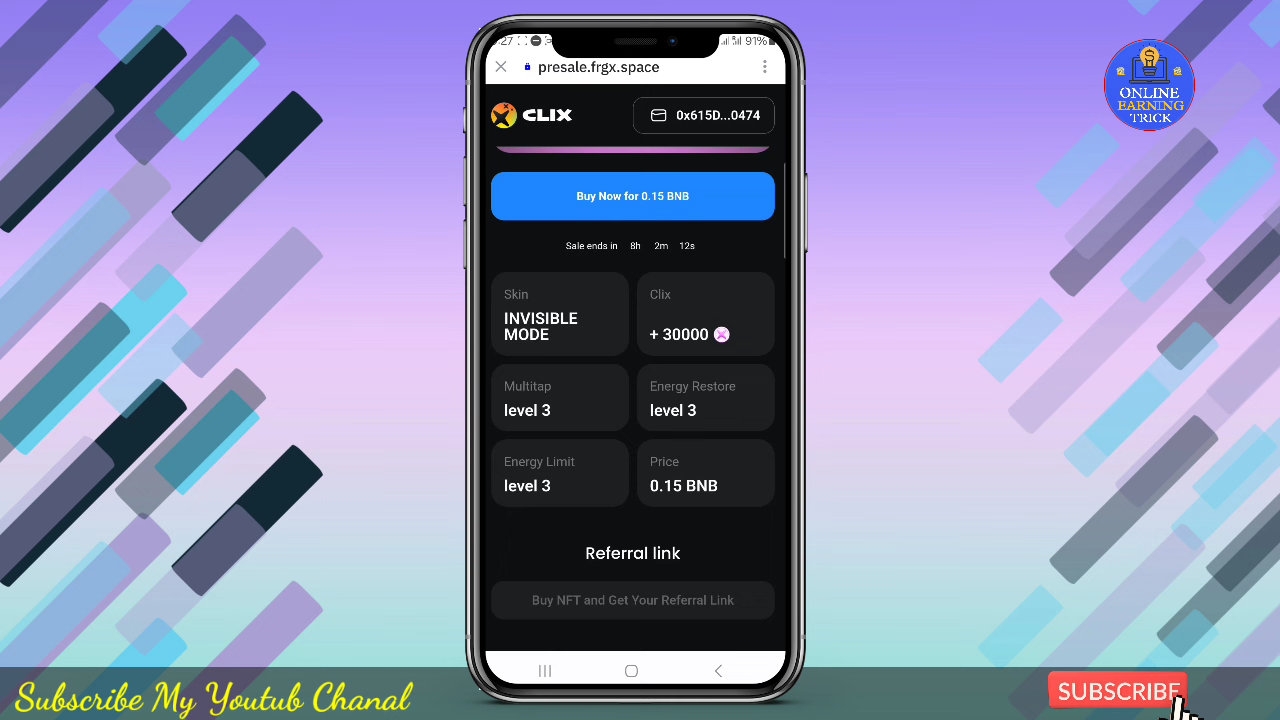 :27
91%
presale.frgx.space
CLIX
0x615D...0474
Buy Now for 0.15 BNB
Sale ends in 8h 2m 12s
Skin
INVISIBLE
MODE
Clix
+ 30000
Multitap
level 3
Energy Restore
level 3
Energy Limit
level 3
Price
0.15 BNB
Referral link
Buy NFT and Get Your Referral Link
ONLINE
EARNING
TRICK
Subscribe My Youtub Chanal
SUBSCRIBE